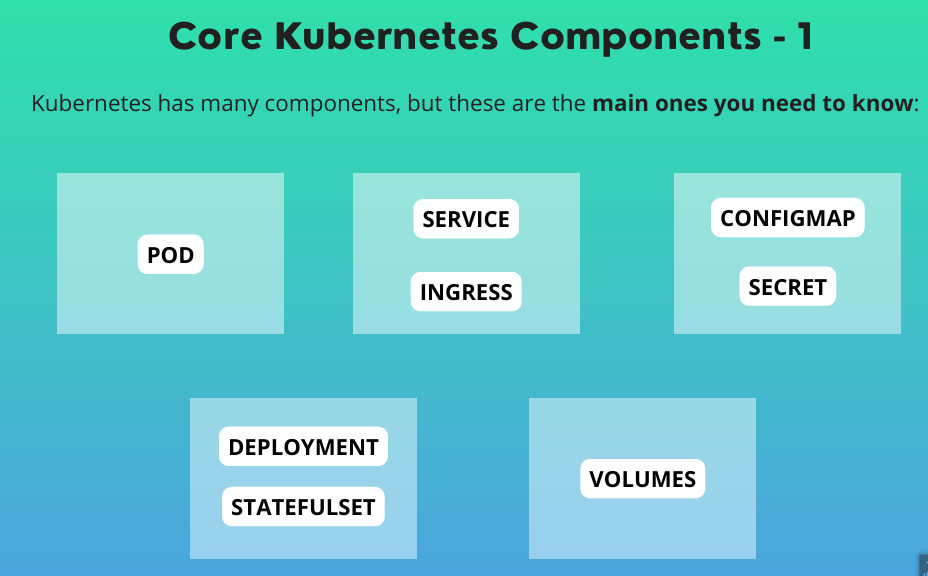 Core Kubernetes Components - 1
Kubernetes has many components, but these are the main ones you need to know:
POD
SERVICE
INGRESS
CONFIGMAP
SECRET
DEPLOYMENT
STATEFULSET
VOLUMES